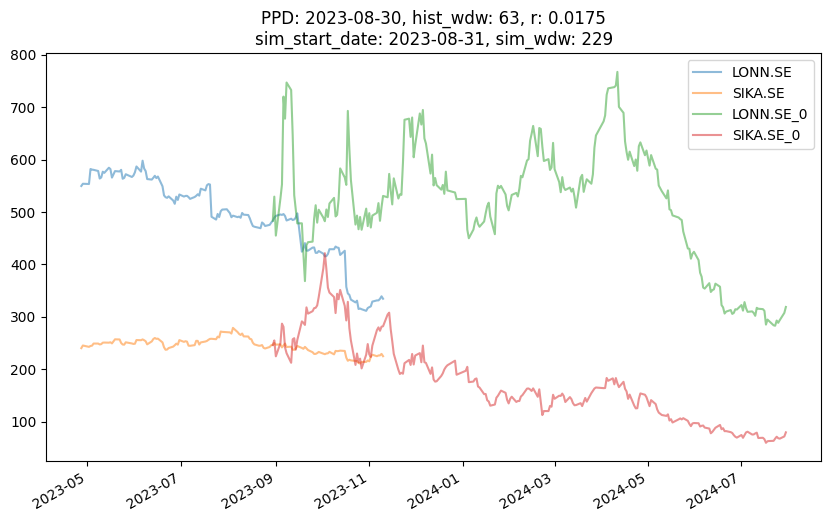 PPD: 2023-08-30, hist_wdw: 63, r: 0.0175
sim_start_date: 2023-08-31, sim_wdw: 229
LONN.SE
SIKA.SE
LONN.SE_0
SIKA.SE_0
800
700
600
500
400
300
200
100
2023-05
2023-07
2023-09
2023-11
2024-01
2024-03
2024-05
2024-07